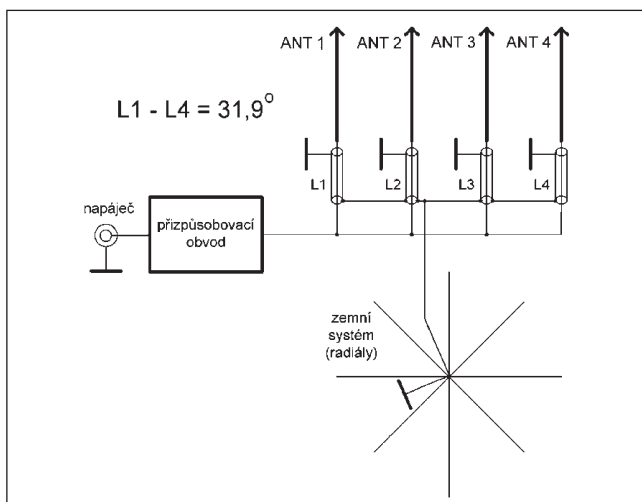 ANT 1 ANT 2 ANT 3 ANT 4
L1 - L4 = 31,9°
L1 L2 L3 L4
napáječ
přizpůsobovací
obvod
zemní
systém
(radiály)